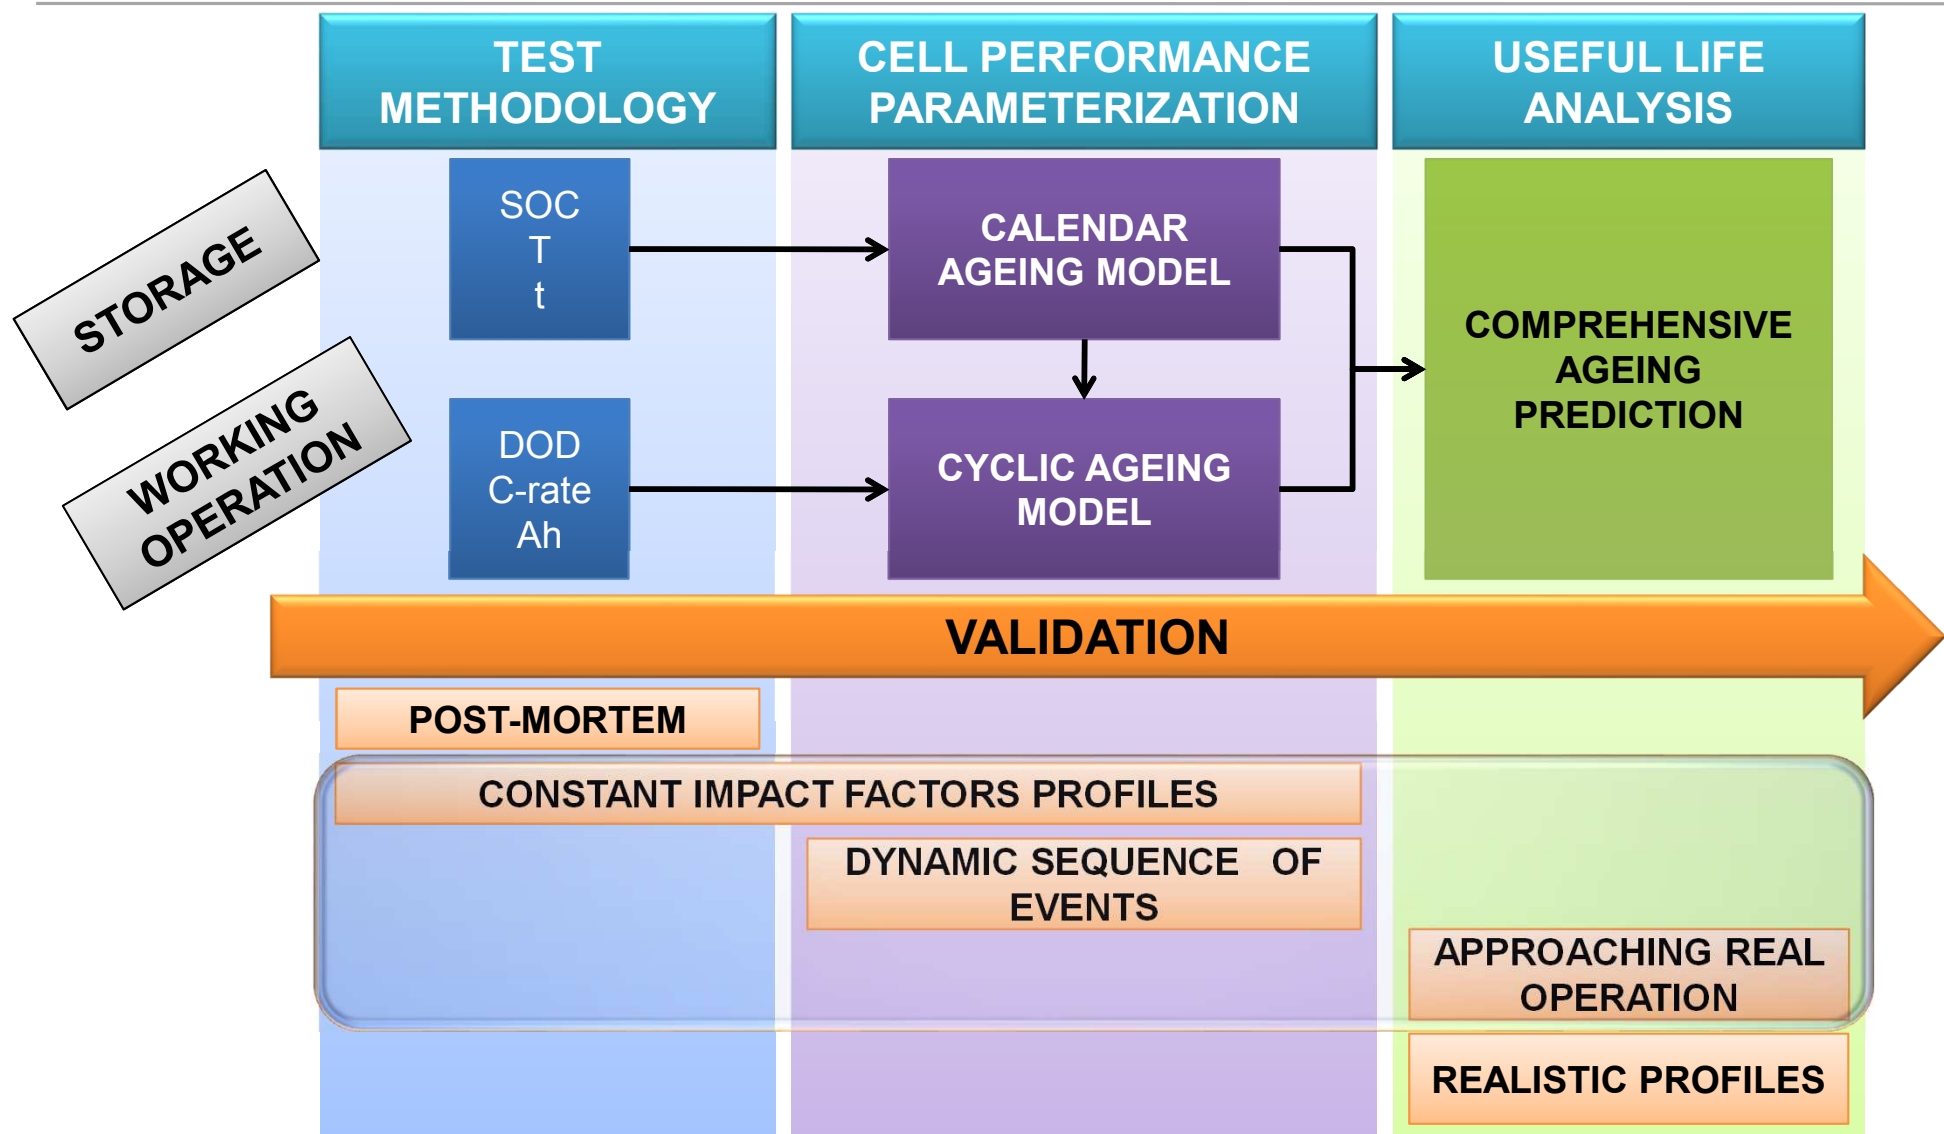 TEST
METHODOLOGY
CELL PERFORMANCE
PARAMETERIZATION
USEFUL LIFE
ANALYSIS
STORAGE
SOC
T
t
CALENDAR
AGEING MODEL
COMPREHENSIVE
AGEING
PREDICTION
WORKING
OPERATION
DOD
C-rate
Ah
CYCLIC AGEING
MODEL
VALIDATION
POST-MORTEM
CONSTANT IMPACT FACTORS PROFILES
DYNAMIC SEQUENCE OF
EVENTS
APPROACHING REAL
OPERATION
REALISTIC PROFILES